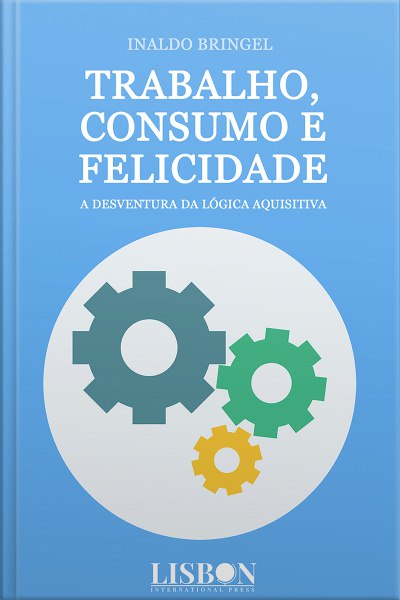 INALDO BRINGEL
TRABALHO,
CONSUMO E
FELICIDADE
A DESVENTURA DA LÓGICA AQUISITIVA
LISBON
INTERNATIONAL PRESS